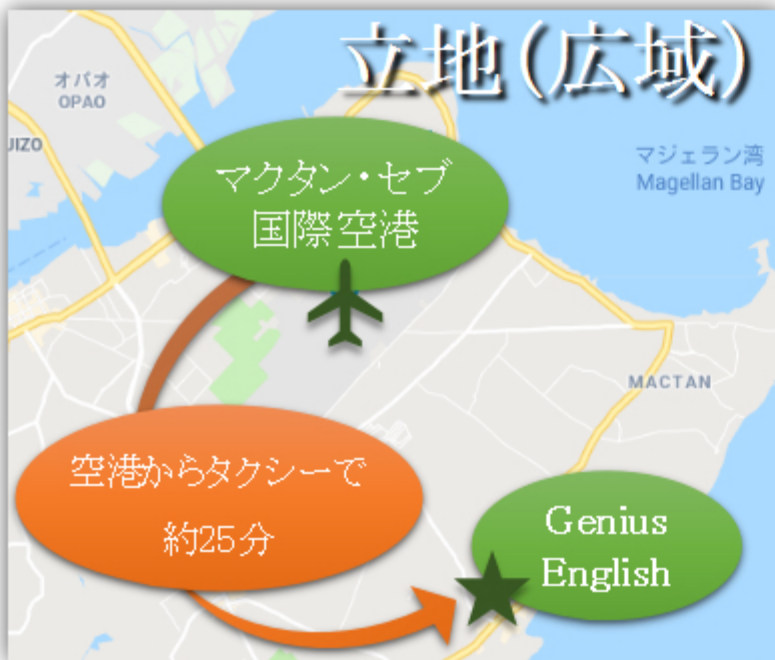 立地(広域)
オパオ
OPAO
UIZO
マクタン・セブ
国際空港
マジェラン湾
Magellan Bay
MACTAN
空港からタクシーで
約25分
Genius
English